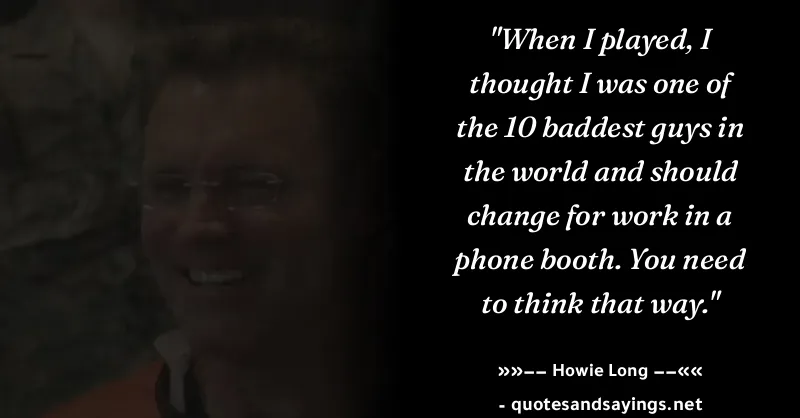 "When I played, I
thought I was one of
the 10 baddest guys in
the world and should
change for work in a
phone booth. You need
to think that way."
»»–– Howie Long ––««
- quotesandsayings.net